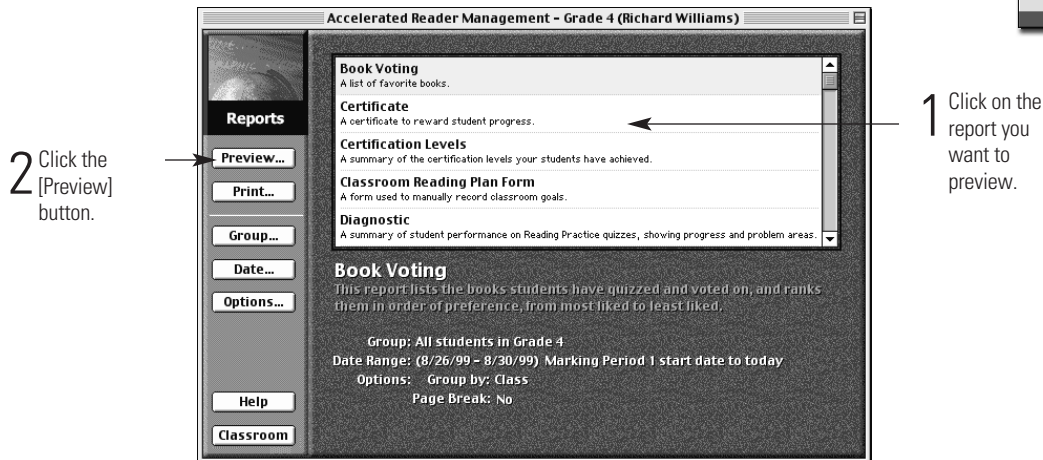 Accelerated Reader Management - Grade 4 (Richard Williams)
Reports
Preview...
Print...
Group...
Date...
Options...
Help
Classroom
Book Voting
A list of favorite books.
Certificate
A certificate to reward student progress.
Certification Levels
A summary of the certification levels your students have achieved.
Classroom Reading Plan Form
A form used to manually record classroom goals.
Diagnostic
A summary of student performance on Reading Practice quizzes, showing progress and problem areas.
Book Voting
This report lists the books students have quizzed and voted on, and ranks
them in order of preference, from most liked to least liked.
Group: All students in Grade 4
Date Range: (8/26/99 - 8/30/99) Marking Period 1 start date to today
Options: Group by: Class
Page Break: No
1 Click on the
report you
want to
preview.
2 Click the
[Preview]
button.